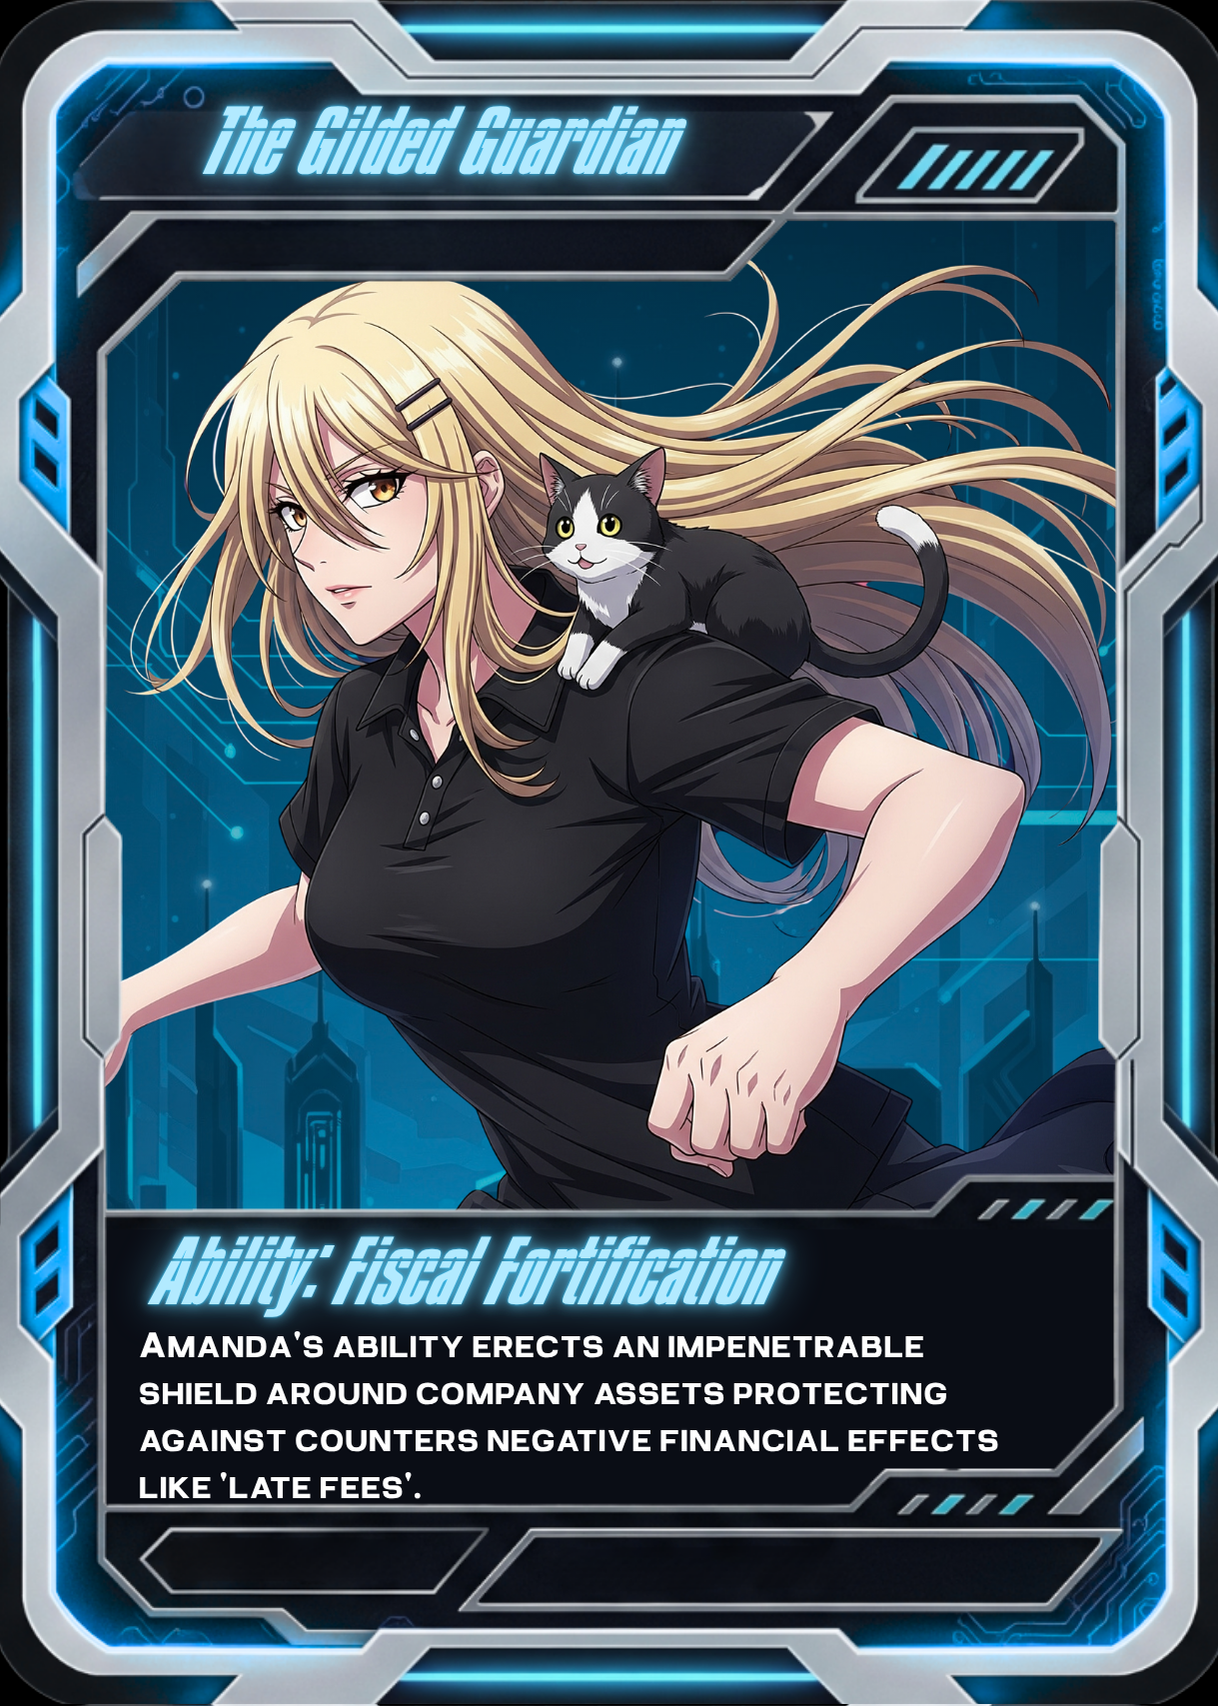 The Gilded Guardian
Ability: Fiscal Fortification
AMANDA'S ABILITY ERECTS AN IMPENETRABLE
SHIELD AROUND COMPANY ASSETS PROTECTING
AGAINST COUNTERS NEGATIVE FINANCIAL EFFECTS
LIKE 'LATE FEES'.